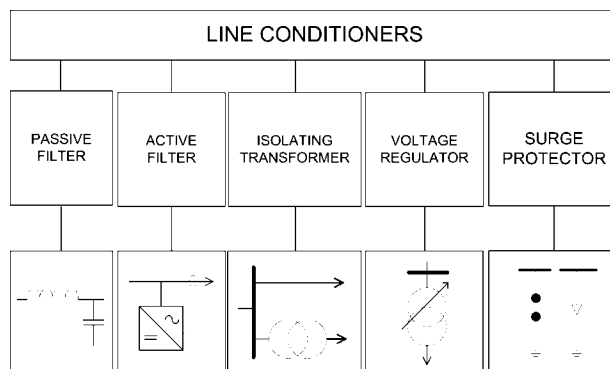 LINE CONDITIONERS
PASSIVE
FILTER
ACTIVE
FILTER
ISOLATING
TRANSFORMER
VOLTAGE
REGULATOR
SURGE
PROTECTOR